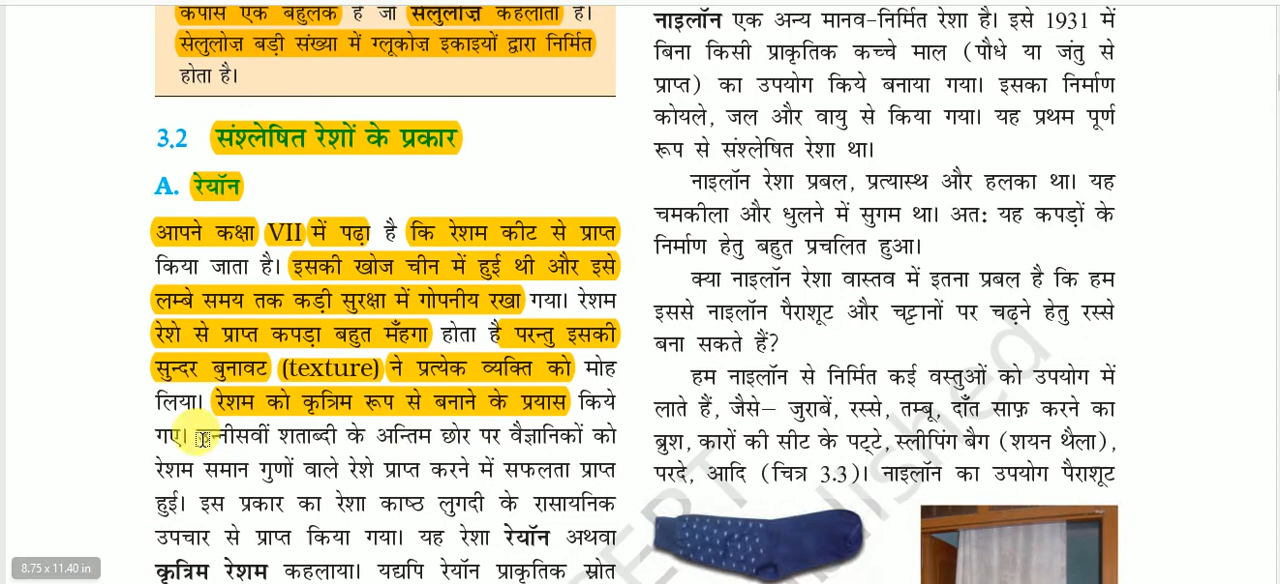 कपास एक बहुलक है जो सेलुलोज़ कहलाता है।
सेलुलोज़ बड़ी संख्या में ग्लूकोज़ इकाइयों द्वारा निर्मित
होता है।
3.2 संश्लेषित रेशों के प्रकार
A. रेयॉन
आपने कक्षा VII में पढ़ा है कि रेशम कीट से प्राप्त
किया जाता है। इसकी खोज चीन में हुई थी और इसे
लम्बे समय तक कड़ी सुरक्षा में गोपनीय रखा गया। रेशम
रेशे से प्राप्त कपड़ा बहुत मँहगा होता है परन्तु इसकी
सुन्दर बुनावट (texture) ने प्रत्येक व्यक्ति को मोह
लिया। रेशम को कृत्रिम रूप से बनाने के प्रयास किये
गए। उन्नीसवीं शताब्दी के अन्तिम छोर पर वैज्ञानिकों को
रेशम समान गुणों वाले रेशे प्राप्त करने में सफलता प्राप्त
हुई। इस प्रकार का रेशा काष्ठ लुगदी के रासायनिक
उपचार से प्राप्त किया गया। यह रेशा रेयॉन अथवा
कृत्रिम रेशम कहलाया। यद्यपि रेयॉन प्राकृतिक स्रोत
नाइलॉन एक अन्य मानव-निर्मित रेशा है। इसे 1931 में
बिना किसी प्राकृतिक कच्चे माल (पौधे या जंतु से
प्राप्त) का उपयोग किये बनाया गया। इसका निर्माण
कोयले, जल और वायु से किया गया। यह प्रथम पूर्ण
रूप से संश्लेषित रेशा था।
नाइलॉन रेशा प्रबल, प्रत्यास्थ और हलका था। यह
चमकीला और धुलने में सुगम था। अत: यह कपड़ों के
निर्माण हेतु बहुत प्रचलित हुआ।
क्या नाइलॉन रेशा वास्तव में इतना प्रबल है कि हम
इससे नाइलॉन पैराशूट और चट्टानों पर चढ़ने हेतु रस्से
बना सकते हैं?
हम नाइलॉन से निर्मित कई वस्तुओं को उपयोग में
लाते हैं, जैसे– जुराबें, रस्से, तम्बू, दाँत साफ़ करने का
ब्रुश, कारों की सीट के पट्टे, स्लीपिंग बैग (शयन थैला),
परदे, आदि (चित्र 3.3)। नाइलॉन का उपयोग पैराशूट
8.75 x 11.40 in